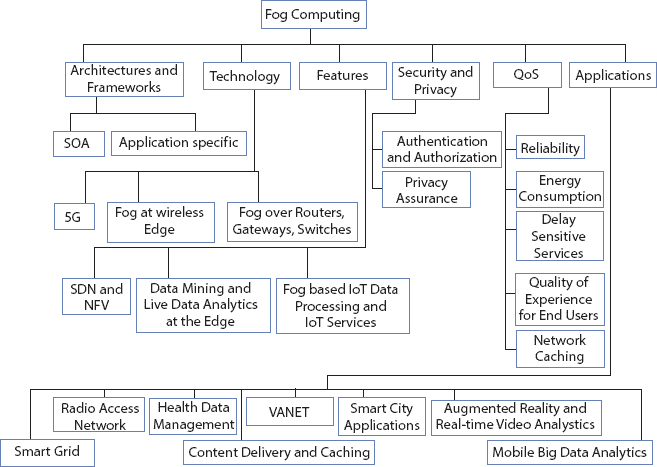 Fog Computing
Architectures and
Frameworks
Technology
Features
Security and
Privacy
QoS
Applications
SOA
Application specific
Authentication
and Authorization
Privacy
Assurance
Reliability
Energy
Consumption
Delay
Sensitive
Services
Quality of
Experience
for End Users
Network
Caching
5G
Fog at wireless
Edge
Fog over Routers,
Gateways, Switches
SDN and
NFV
Data Mining and
Live Data Analytics
at the Edge
Fog based IoT Data
Processing and
IoT Services
Radio Access
Network
Health Data
Management
VANET
Smart City
Applications
Augmented Reality and
Real-time Video Analystics
Smart Grid
Content Delivery and Caching
Mobile Big Data Analytics